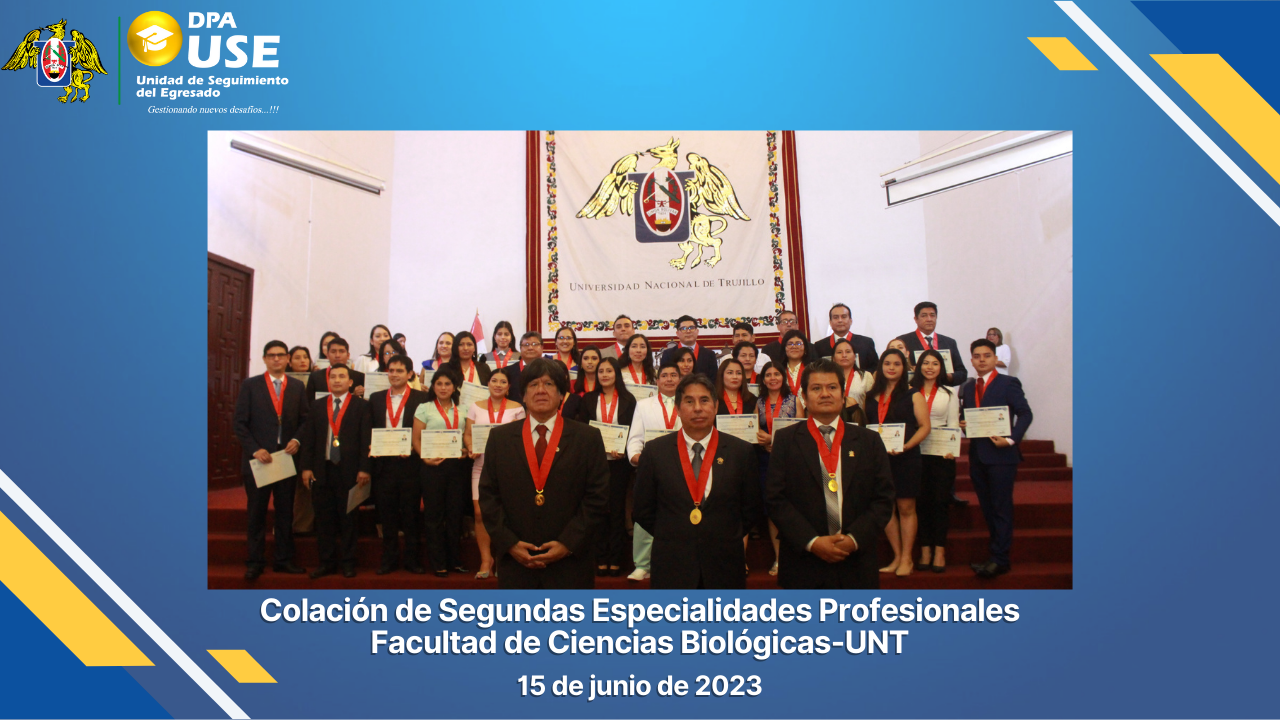 DPA
USE
Unidad de Seguimiento
del Egresado
Gestionando nuevos desafíos...!!!
UNIVERSIDAD NACIONAL DE TRUJILLO
Colación de Segundas Especialidades Profesionales
Facultad de Ciencias Biológicas-UNT
15 de junio de 2023